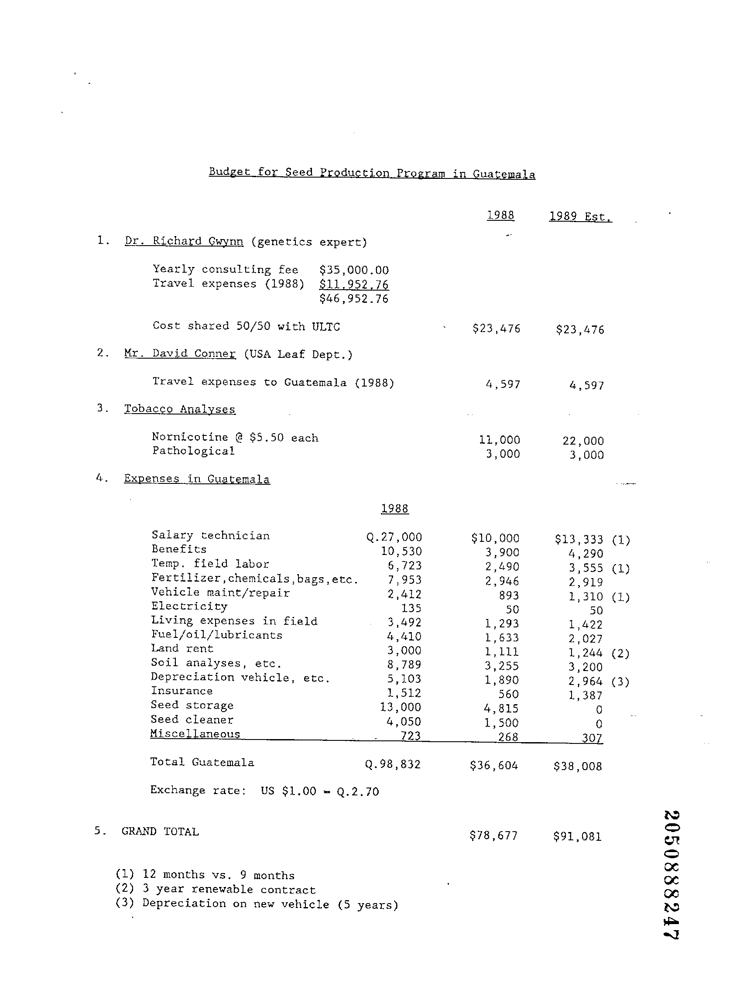 Budget for Seed Production Program in Guatemala
1988 1989 Est.
1. Dr. Richard Gwynn (genetics expert)
Yearly consulting fee $35,000.00
Travel expenses (1988) $11,952.76
$46,952.76
Cost shared 50/50 with ULTC $23,476 $23,476
2. Mr. David Conner (USA Leaf Dept.)
Travel expenses to Guatemala (1988) 4,597 4,597
3. Tobacco Analyses
Nornicotine @ $5.50 each 11,000 22,000
Pathological 3,000 3,000
4. Expenses in Guatemala
1988
Salary technician Q.27,000 $10,000 $13,333 (1)
Benefits 10,530 3,900 4,290
Temp. field labor 6,723 2,490 3,555 (1)
Fertilizer,chemicals,bags,etc. 7,953 2,946 2,919
Vehicle maint/repair 2,412 893 1,310 (1)
Electricity 135 50 50
Living expenses in field 3,492 1,293 1,422
Fuel/oil/lubricants 4,410 1,633 2,027
Land rent 3,000 1,111 1,244 (2)
Soil analyses, etc. 8,789 3,255 3,200
Depreciation vehicle, etc. 5,103 1,890 2,964 (3)
Insurance 1,512 560 1,387
Seed storage 13,000 4,815 0
Seed cleaner 4,050 1,500 0
Miscellaneous 723 268 307
Total Guatemala Q.98,832 $36,604 $38,008
Exchange rate: US $1.00 = Q.2.70
5. GRAND TOTAL $78,677 $91,081
(1) 12 months vs. 9 months
(2) 3 year renewable contract
(3) Depreciation on new vehicle (5 years)
2050888247